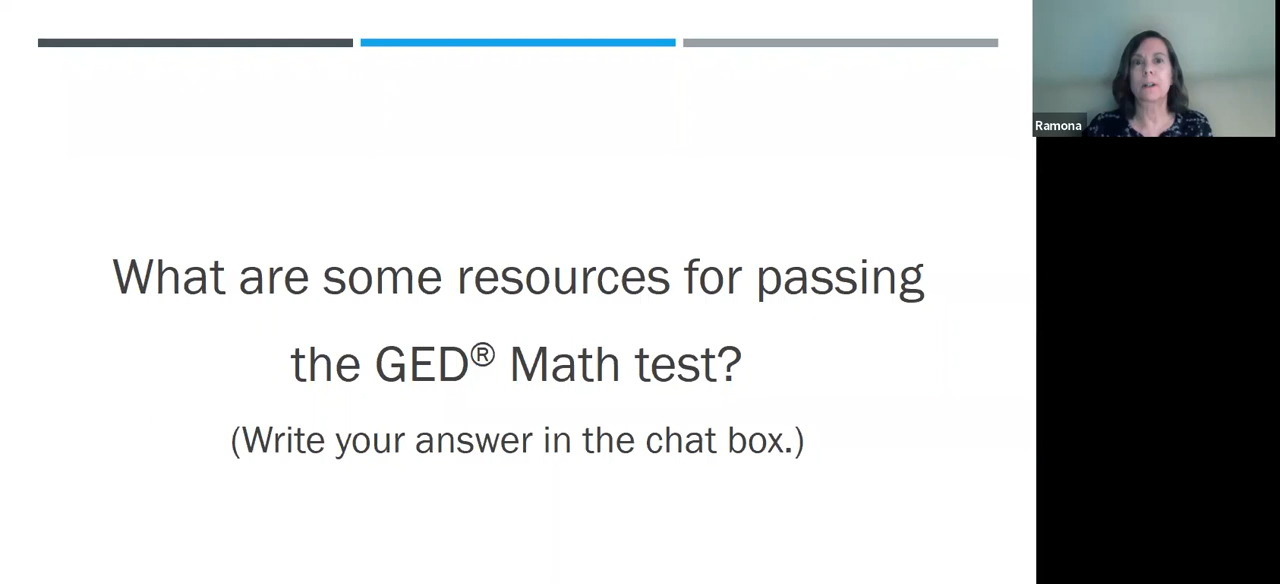 What are some resources for passing
the GED® Math test?
(Write your answer in the chat box.)
Ramona